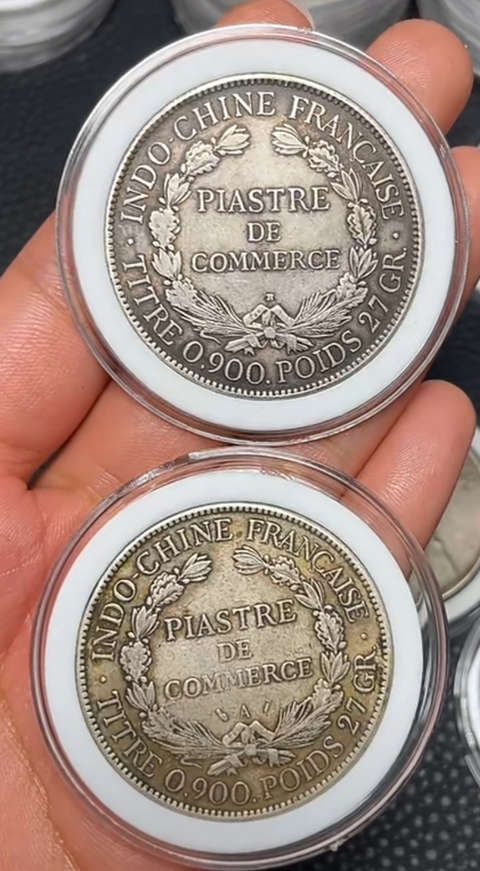 INDO-CHINE FRANÇAISE
PIASTRE
DE
COMMERCE
· TITRE 0,900. POIDS 27 GR. ·
INDO-CHINE FRANÇAISE
PIASTRE
DE
COMMERCE
A
· TITRE 0,900. POIDS 27 GR. ·